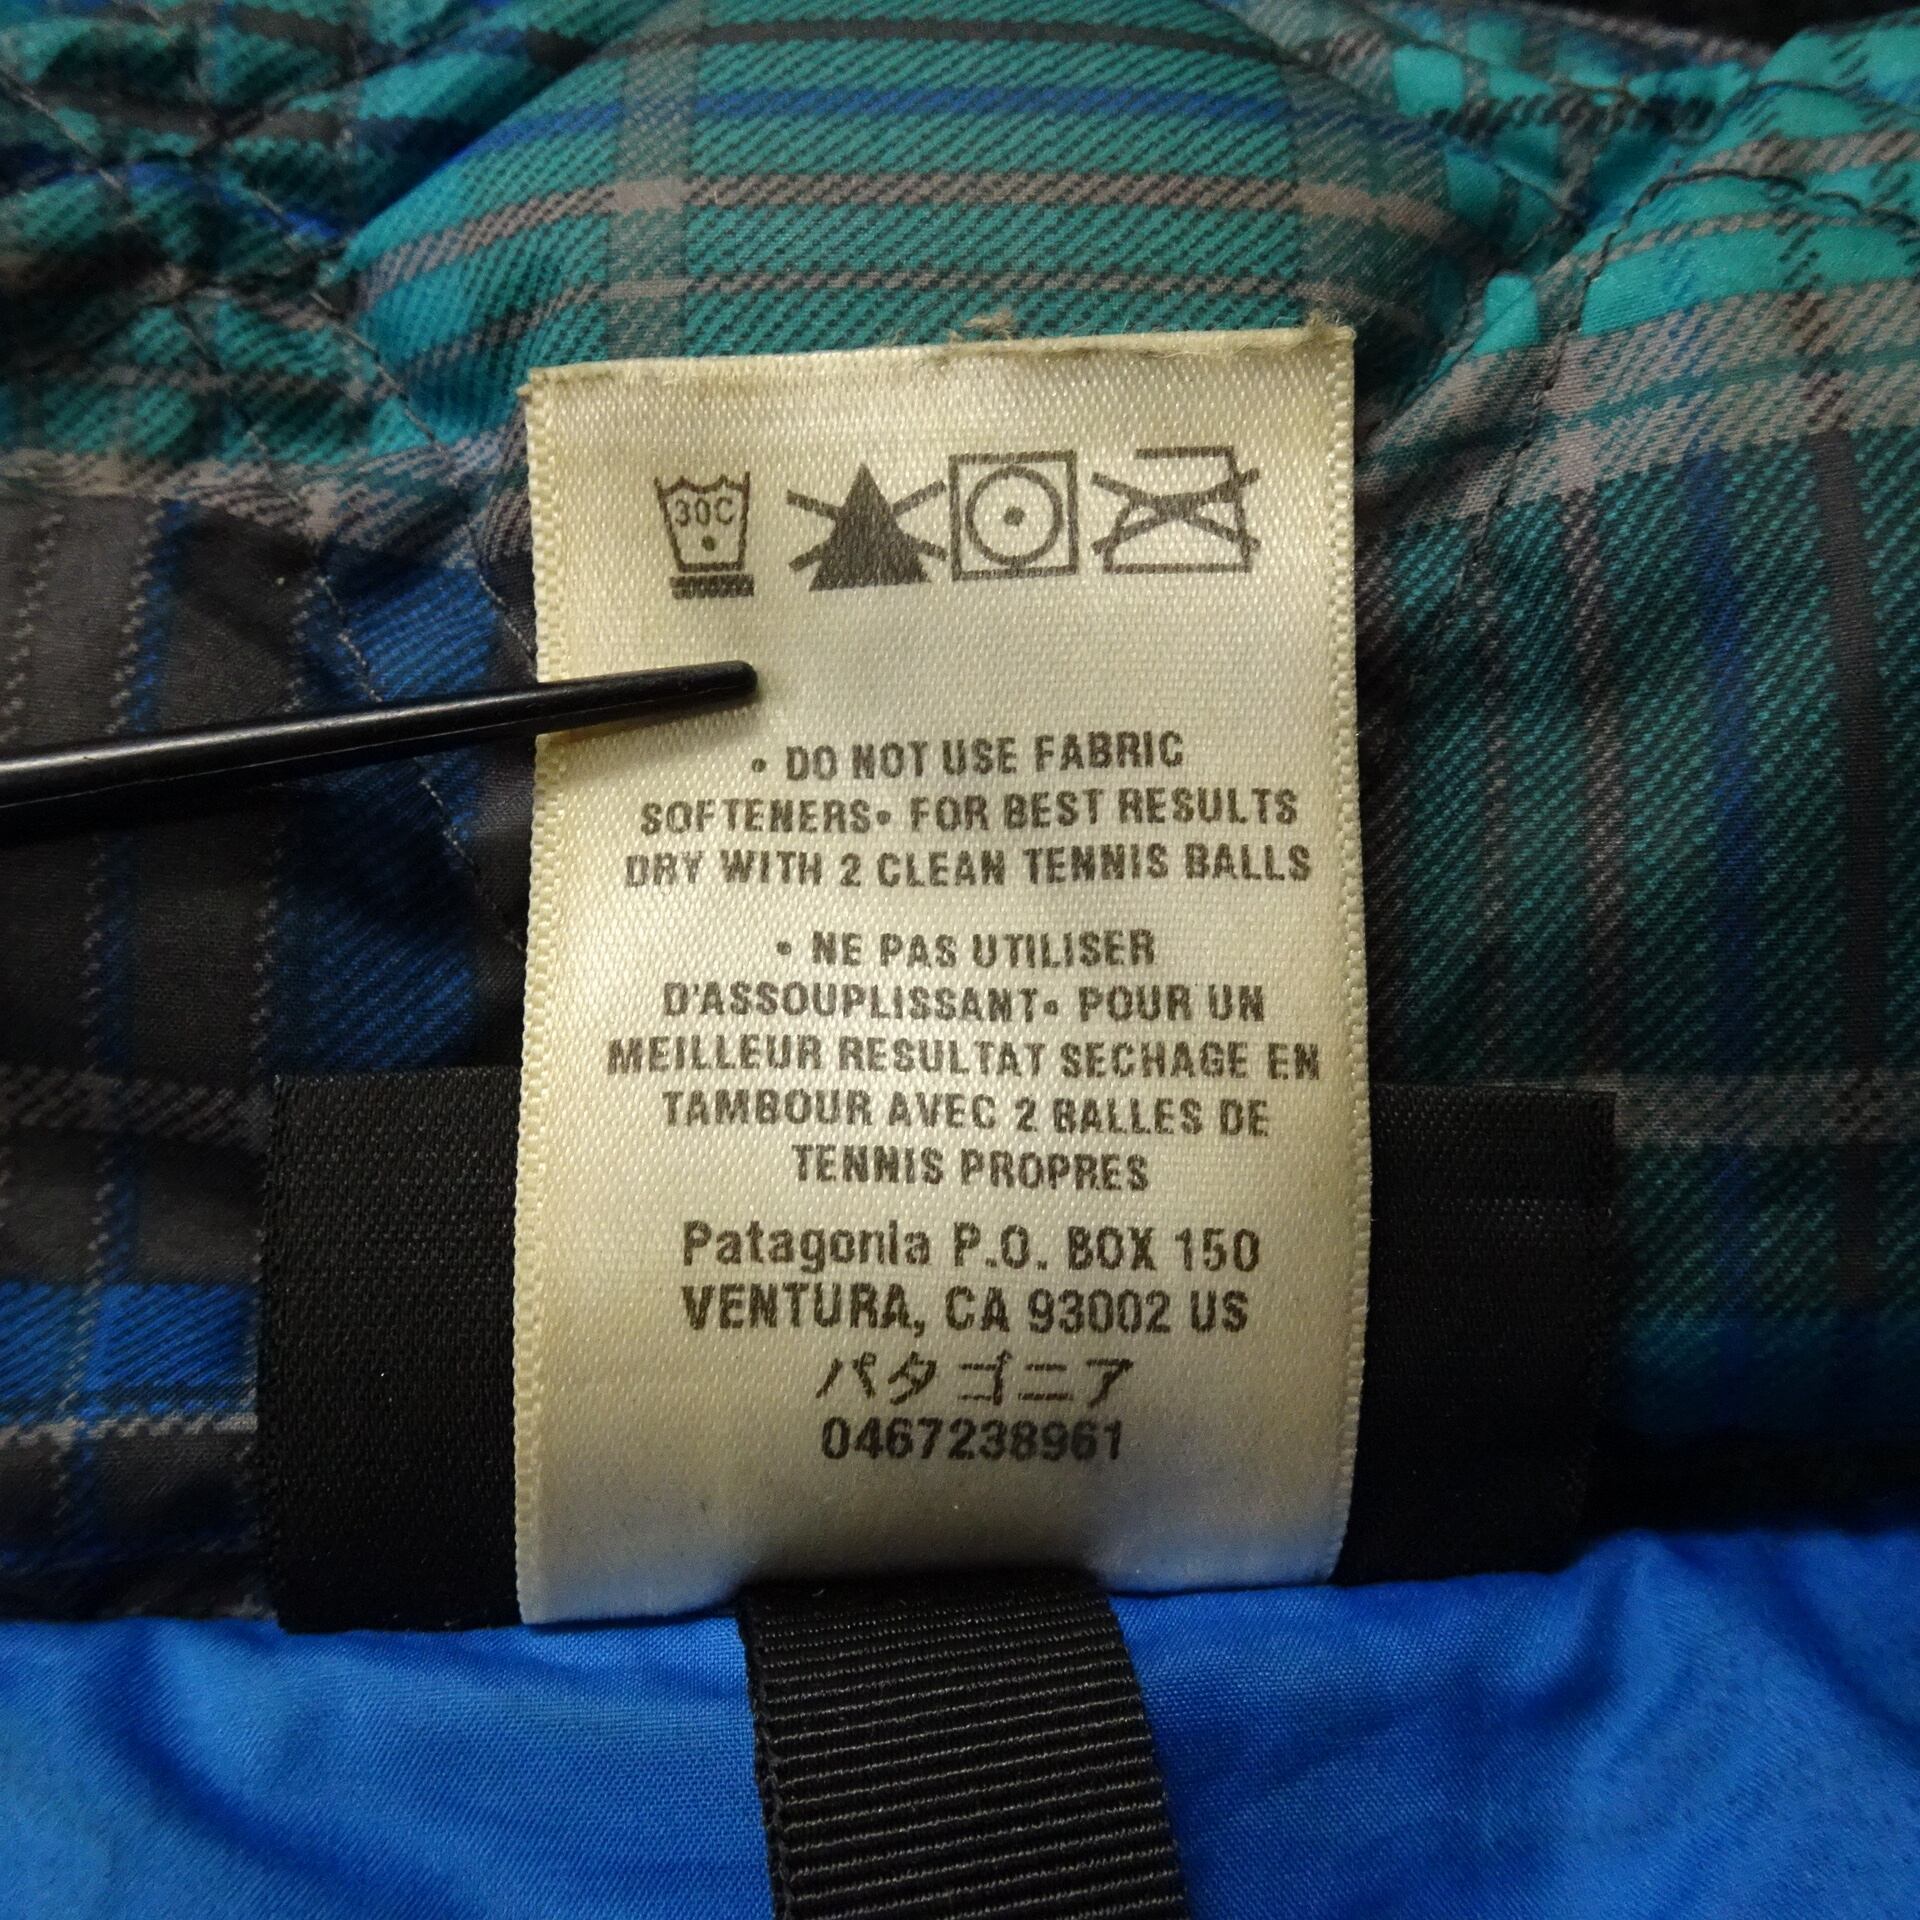 30C
• DO NOT USE FABRIC
SOFTENERS• FOR BEST RESULTS
DRY WITH 2 CLEAN TENNIS BALLS
• NE PAS UTILISER
D'ASSOUPLISSANT• POUR UN
MEILLEUR RESULTAT SECHAGE EN
TAMBOUR AVEC 2 BALLES DE
TENNIS PROPRES
Patagonia P.O. BOX 150
VENTURA, CA 93002 US
パタゴニア
0467238961